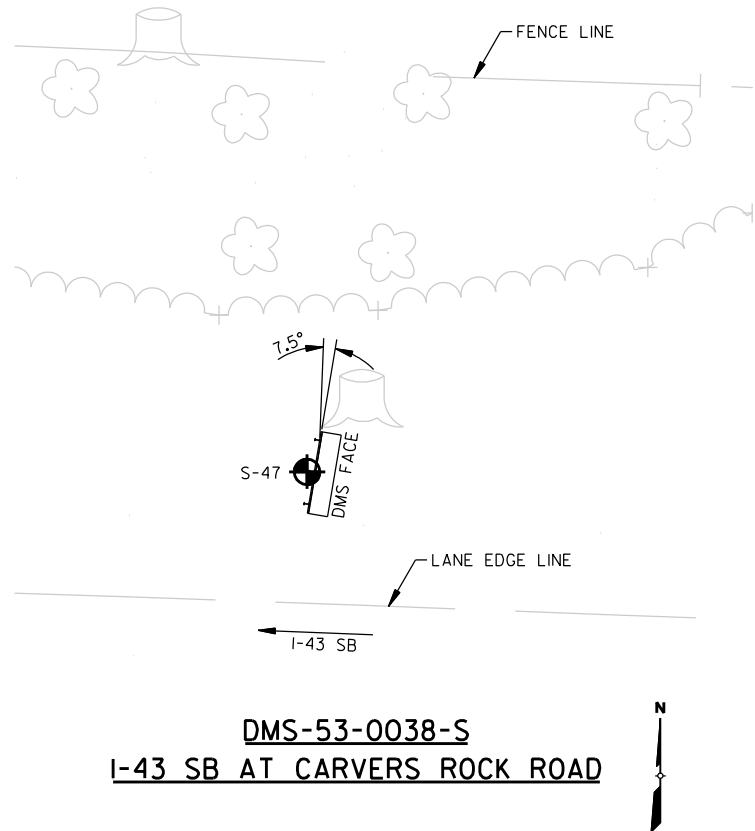 FENCE LINE
7.5°
S-47
DMS FACE
LANE EDGE LINE
I-43 SB
DMS-53-0038-S
I-43 SB AT CARVERS ROCK ROAD
N